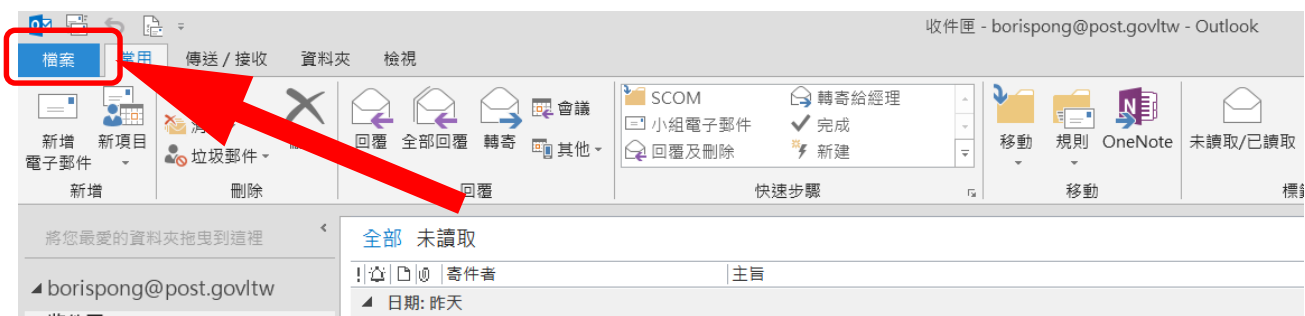 收件匣 - borispong@post.govltw - Outlook
檔案 常用 傳送 / 接收 資料夾 檢視
新增
電子郵件
新項目
垃圾郵件
回覆 全部回覆 轉寄
會議
其他
SCOM 轉寄給經理
小組電子郵件 完成
回覆及刪除 新建
移動 規則 OneNote 未讀取/已讀取
新增 刪除 回覆 快速步驟 移動
將您最愛的資料夾拖曳到這裡
全部 未讀取
寄件者 主旨
borispong@post.govltw
日期: 昨天